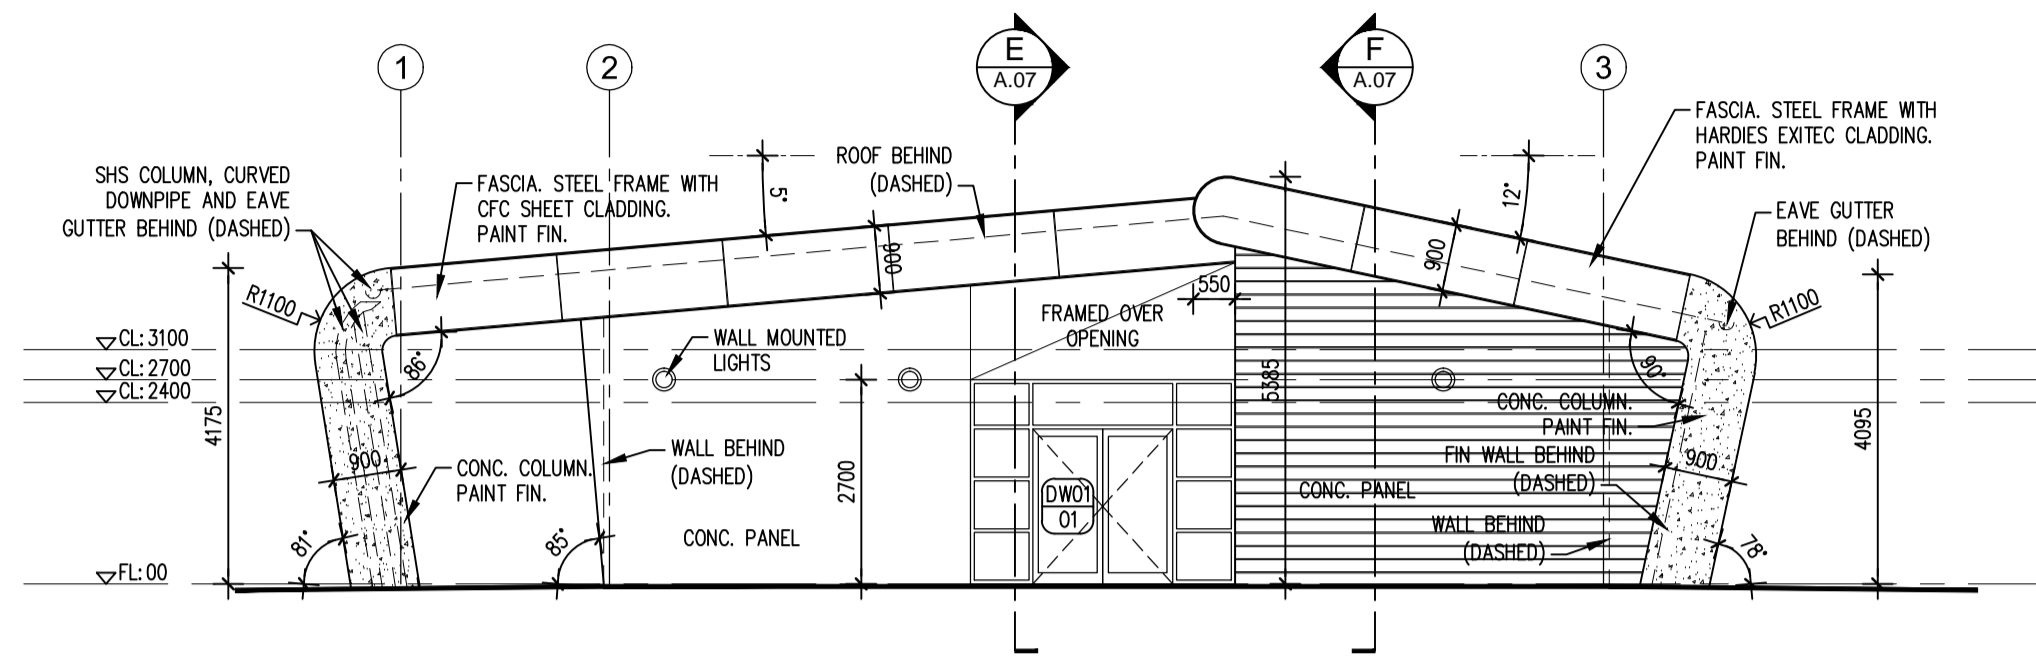 1
2
E
A.07
F
A.07
3
FASCIA. STEEL FRAME WITH
HARDIES EXITEC CLADDING.
PAINT FIN.
ROOF BEHIND
(DASHED)
SHS COLUMN, CURVED
DOWNPIPE AND EAVE
GUTTER BEHIND (DASHED)
FASCIA. STEEL FRAME WITH
CFC SHEET CLADDING.
PAINT FIN.
5°
12°
EAVE GUTTER
BEHIND (DASHED)
900
900
R1100
550
R1100
FRAMED OVER
OPENING
CL: 3100
CL: 2700
CL: 2400
WALL MOUNTED
LIGHTS
86°
90°
5385
4175
4095
CONC. COLUMN.
PAINT FIN.
WALL BEHIND
(DASHED)
FIN WALL BEHIND
(DASHED)
900
900
CONC. COLUMN.
PAINT FIN.
2700
DW01
01
CONC. PANEL
CONC. PANEL
WALL BEHIND
(DASHED)
81°
85°
78°
FL: 00